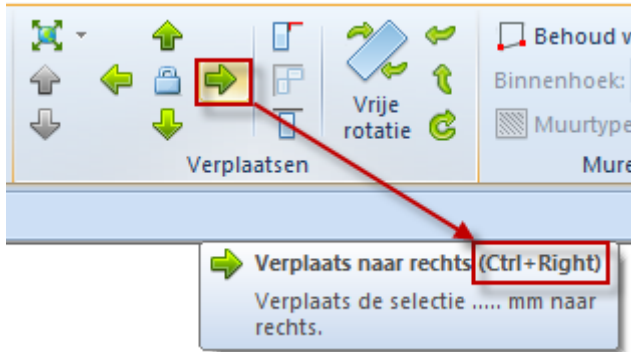 Behoud v
Binnenhoek:
Vrije
rotatie
Muurtype
Verplaatsen
Mure
Verplaats naar rechts (Ctrl+Right)
Verplaats de selectie ..... mm naar
rechts.